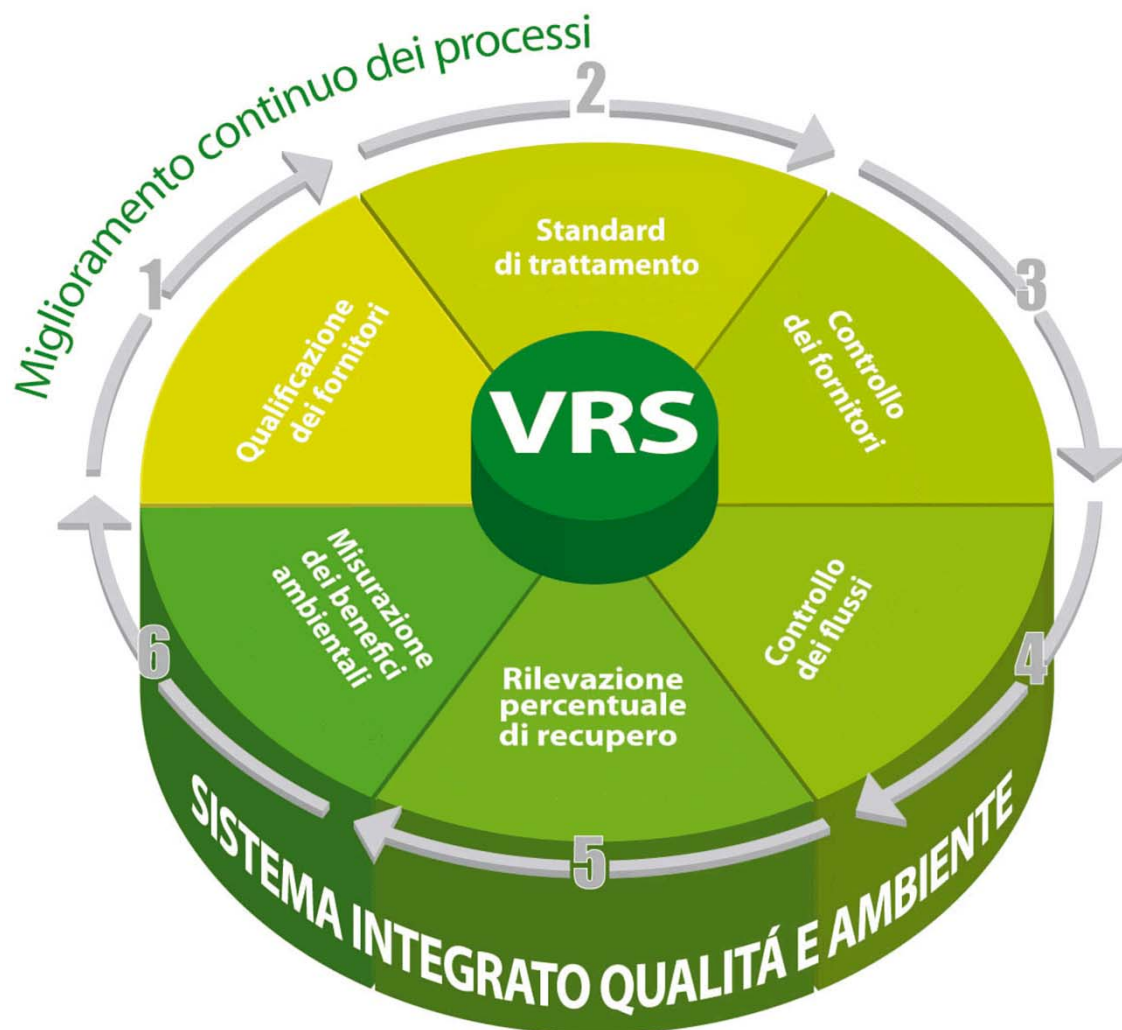 Miglioramento continuo dei processi
1
Qualificazione
dei fornitori
2
Standard
di trattamento
3
Controllo
dei fornitori
4
Controllo
dei flussi
5
Rilevazione
percentuale
di recupero
6
Misurazione
dei benefici
ambientali
VRS
SISTEMA INTEGRATO QUALITÁ E AMBIENTE